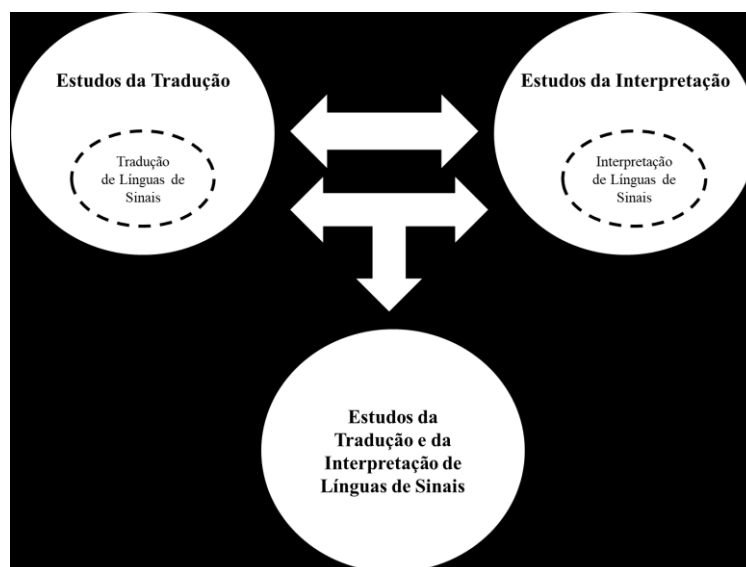 Estudos da Tradução
Estudos da Interpretação
Tradução
de Línguas de
Sinais
Interpretação
de Línguas de
Sinais
Estudos da
Tradução e da
Interpretação de
Línguas de Sinais